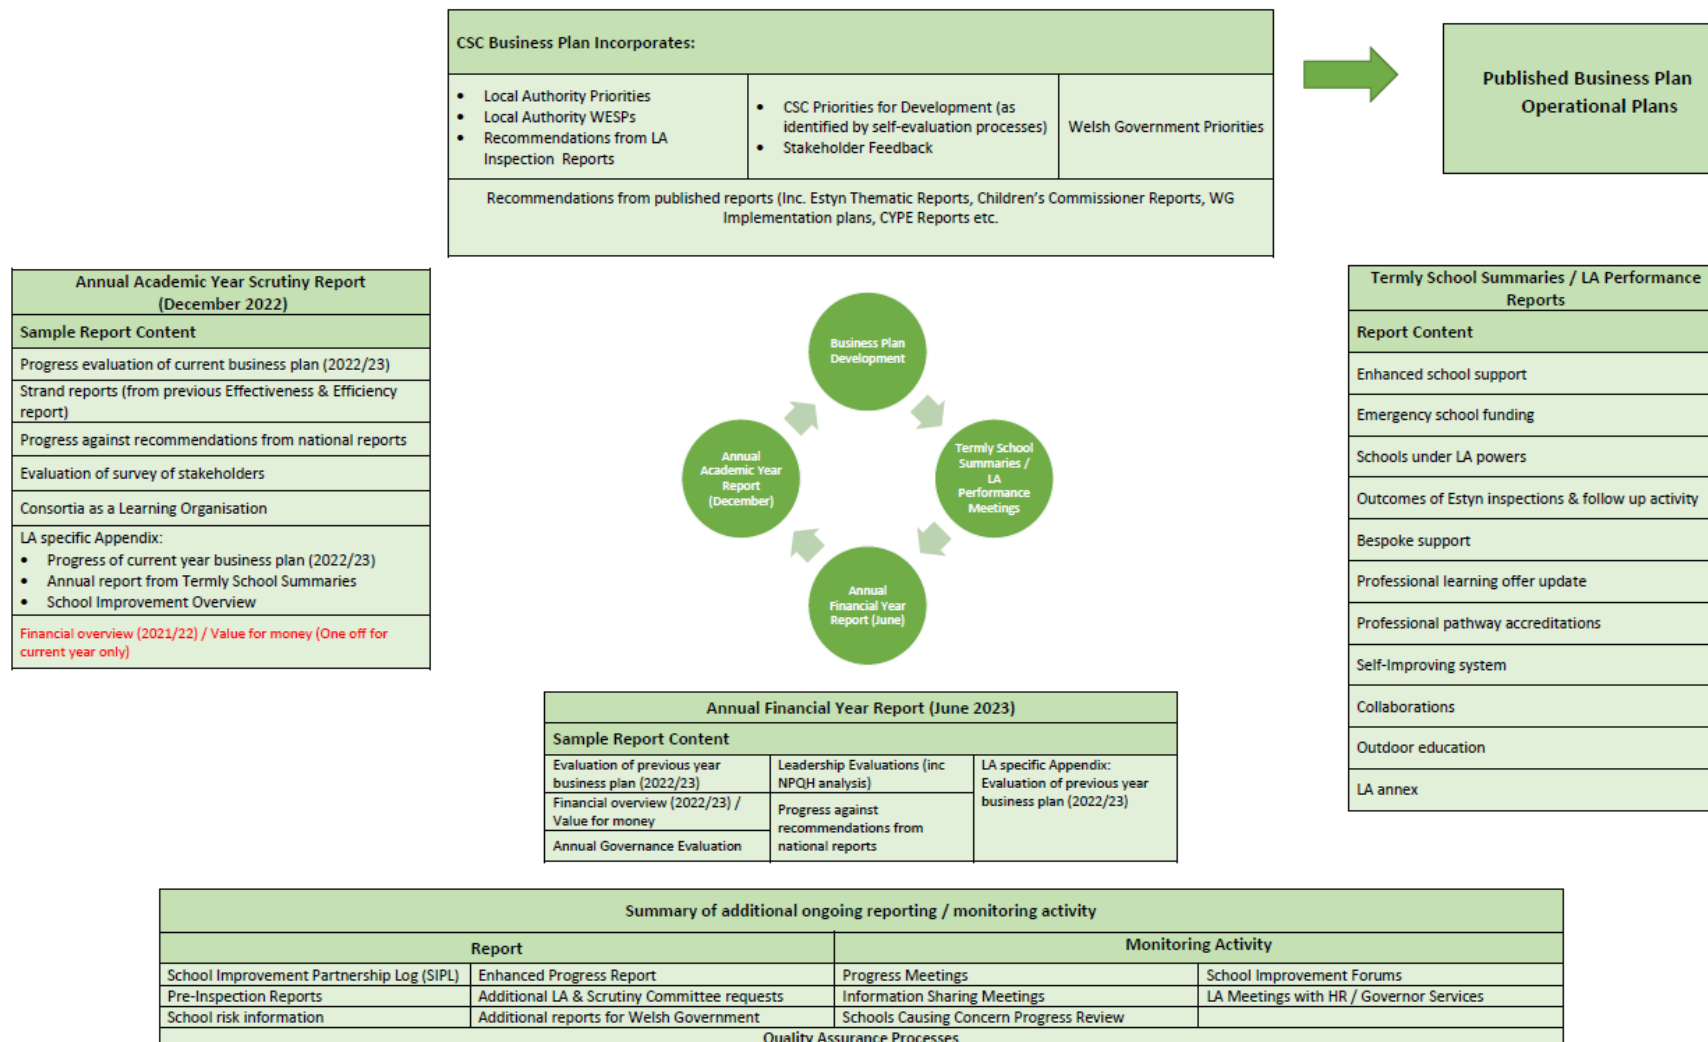 CSC Business Plan Incorporates:
• Local Authority Priorities
• Local Authority WESPs
• Recommendations from LA
Inspection Reports
• CSC Priorities for Development (as
identified by self-evaluation processes)
• Stakeholder Feedback
Welsh Government Priorities
Recommendations from published reports (Inc. Estyn Thematic Reports, Children's Commissioner Reports, WG
Implementation plans, CYPE Reports etc.
Published Business Plan
Operational Plans
Annual Academic Year Scrutiny Report
(December 2022)
Sample Report Content
Progress evaluation of current business plan (2022/23)
Strand reports (from previous Effectiveness & Efficiency
report)
Progress against recommendations from national reports
Evaluation of survey of stakeholders
Consortia as a Learning Organisation
LA specific Appendix:
• Progress of current year business plan (2022/23)
• Annual report from Termly School Summaries
• School Improvement Overview
Financial overview (2021/22) / Value for money (One off for
current year only)
Business Plan
Development
Termly School
Summaries /
LA
Performance
Meetings
Annual
Financial Year
Report (June)
Annual
Academic Year
Report
(December)
Termly School Summaries / LA Performance
Reports
Report Content
Enhanced school support
Emergency school funding
Schools under LA powers
Outcomes of Estyn inspections & follow up activity
Bespoke support
Professional learning offer update
Professional pathway accreditations
Self-Improving system
Collaborations
Outdoor education
LA annex
Annual Financial Year Report (June 2023)
Sample Report Content
Evaluation of previous year
business plan (2022/23)
Financial overview (2022/23) /
Value for money
Annual Governance Evaluation
Leadership Evaluations (inc
NPQH analysis)
Progress against
recommendations from
national reports
LA specific Appendix:
Evaluation of previous year
business plan (2022/23)
Summary of additional ongoing reporting / monitoring activity
Report
Monitoring Activity
School Improvement Partnership Log (SIPL)
Enhanced Progress Report
Progress Meetings
School Improvement Forums
Pre-Inspection Reports
Additional LA & Scrutiny Committee requests
Information Sharing Meetings
LA Meetings with HR / Governor Services
School risk information
Additional reports for Welsh Government
Schools Causing Concern Progress Review
Quality Assurance Processes